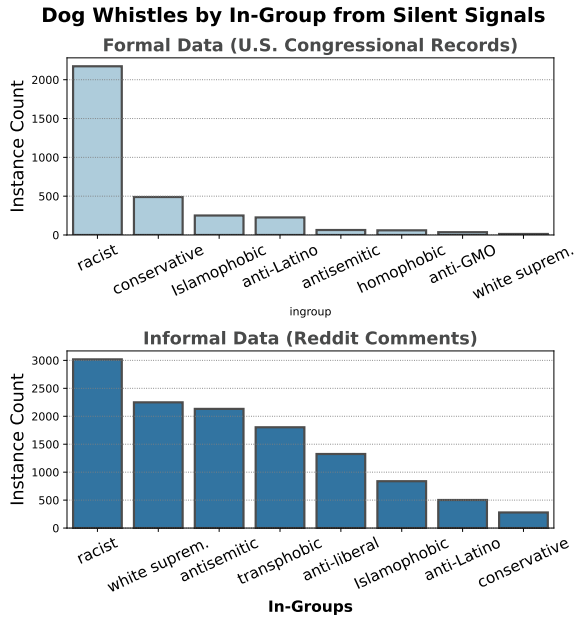 Dog Whistles by In-Group from Silent Signals
Formal Data (U.S. Congressional Records)
Instance Count
2000
1500
1000
500
0
racist
conservative
Islamophobic
anti-Latino
antisemitic
homophobic
anti-GMO
white suprem.
ingroup
Informal Data (Reddit Comments)
Instance Count
3000
2500
2000
1500
1000
500
0
racist
white suprem.
antisemitic
transphobic
anti-liberal
Islamophobic
anti-Latino
conservative
In-Groups